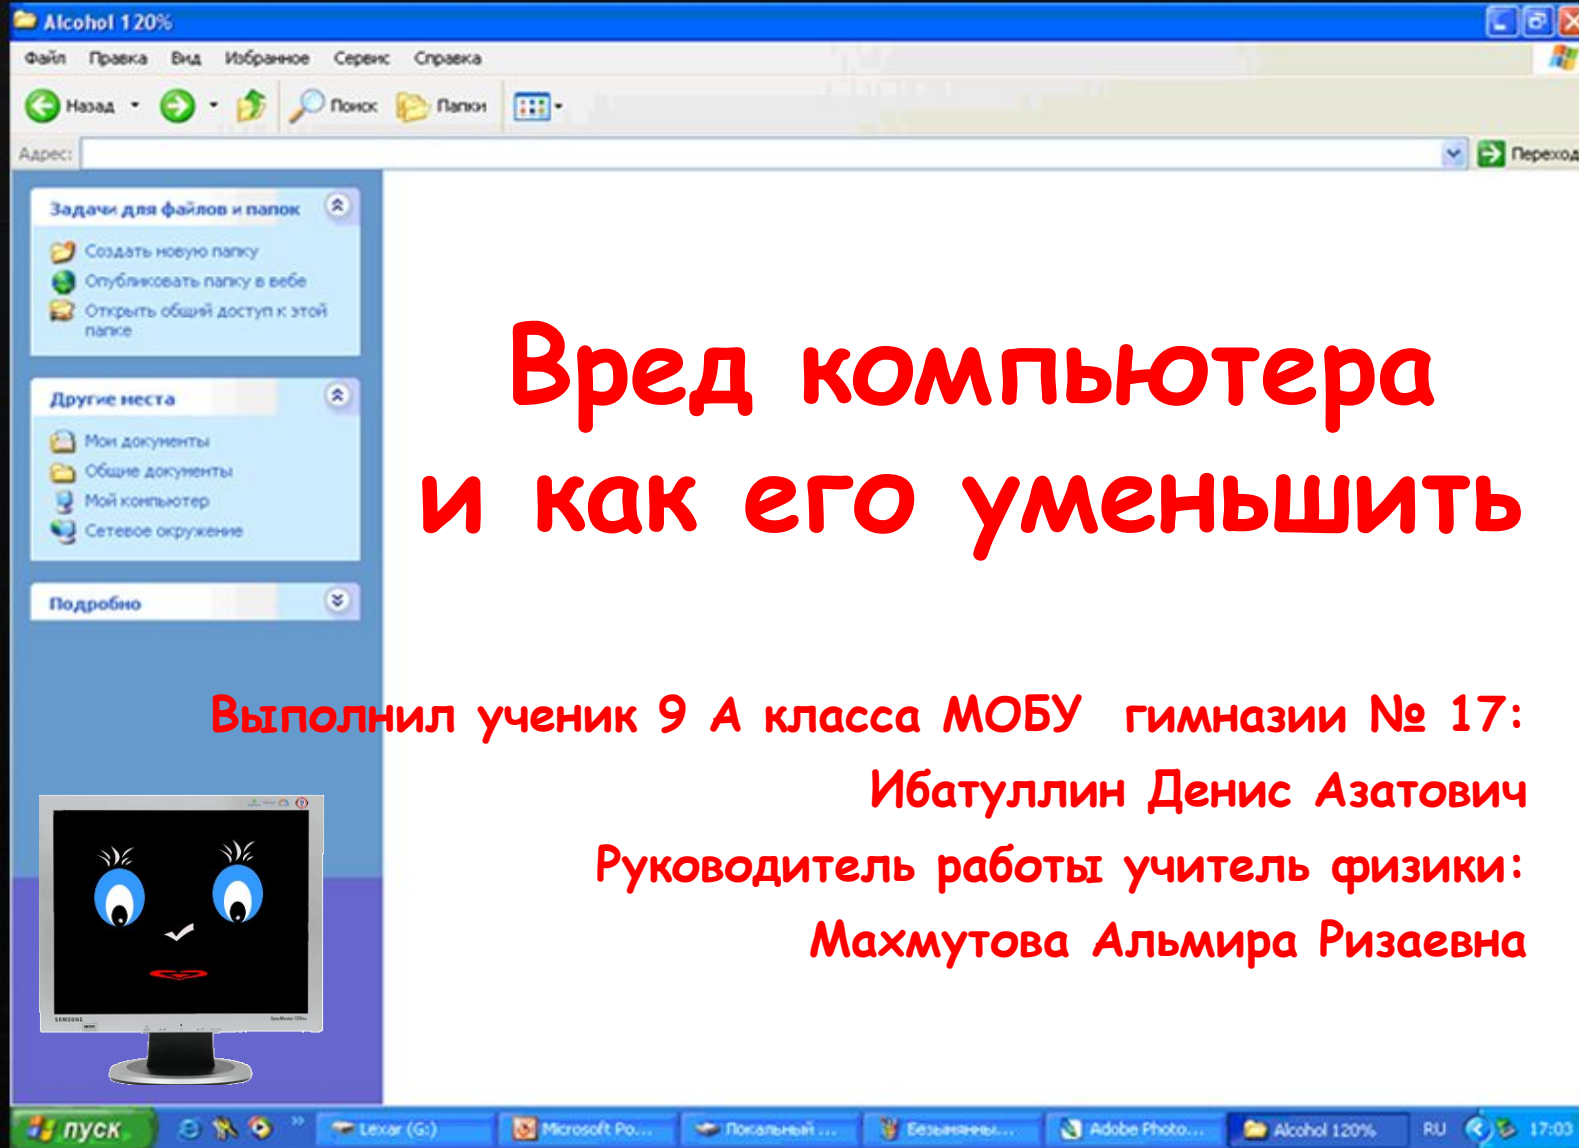 Alcohol 120%
Файл Правка Вид Избранное Сервис Справка
Назад Поиск Папки
Адрес: Переход
Задачи для файлов и папок
Создать новую папку
Опубликовать папку в вебе
Открыть общий доступ к этой
папке
Другие места
Мои документы
Общие документы
Мой компьютер
Сетевое окружение
Подробно
Вред компьютера
и как его уменьшить
Выполнил ученик 9 А класса МОБУ гимназии № 17:
Ибатуллин Денис Азатович
Руководитель работы учитель физики:
Махмутова Альмира Ризаевна
SAMSUNG
пуск Lexar (G:) Microsoft Po... Локальный ... Безымянны... Adobe Photo... Alcohol 120% RU 17:03